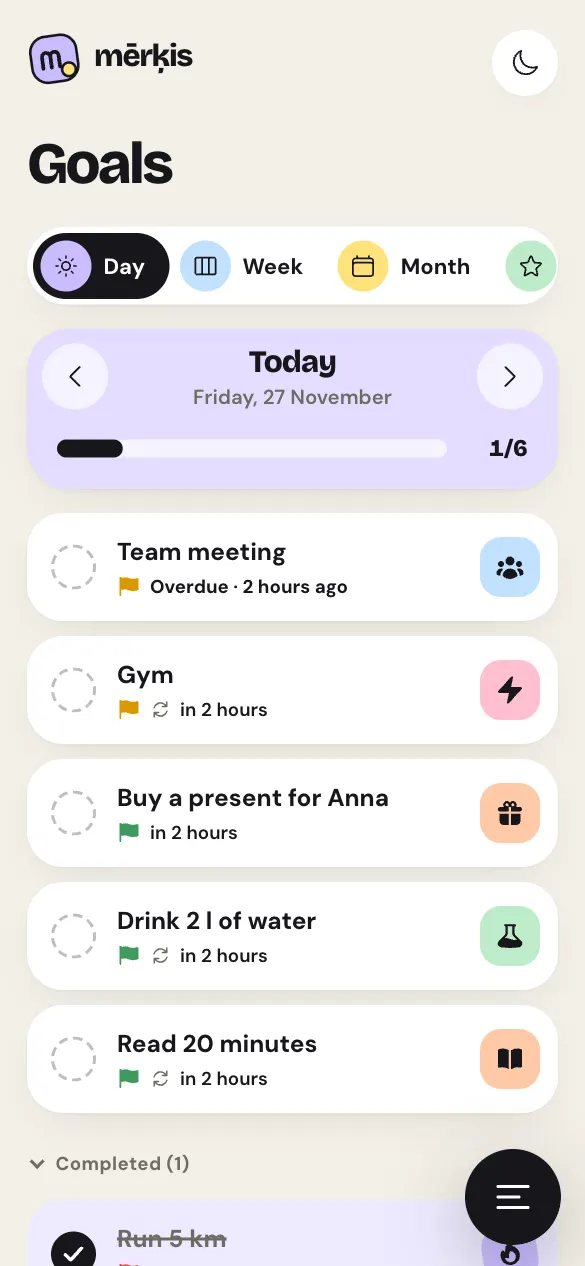 m
mērķis
Goals
Day
Week
Month
Today
Friday, 27 November
1/6
Team meeting
Overdue · 2 hours ago
Gym
in 2 hours
Buy a present for Anna
in 2 hours
Drink 2 l of water
in 2 hours
Read 20 minutes
in 2 hours
Completed (1)
Run 5 km